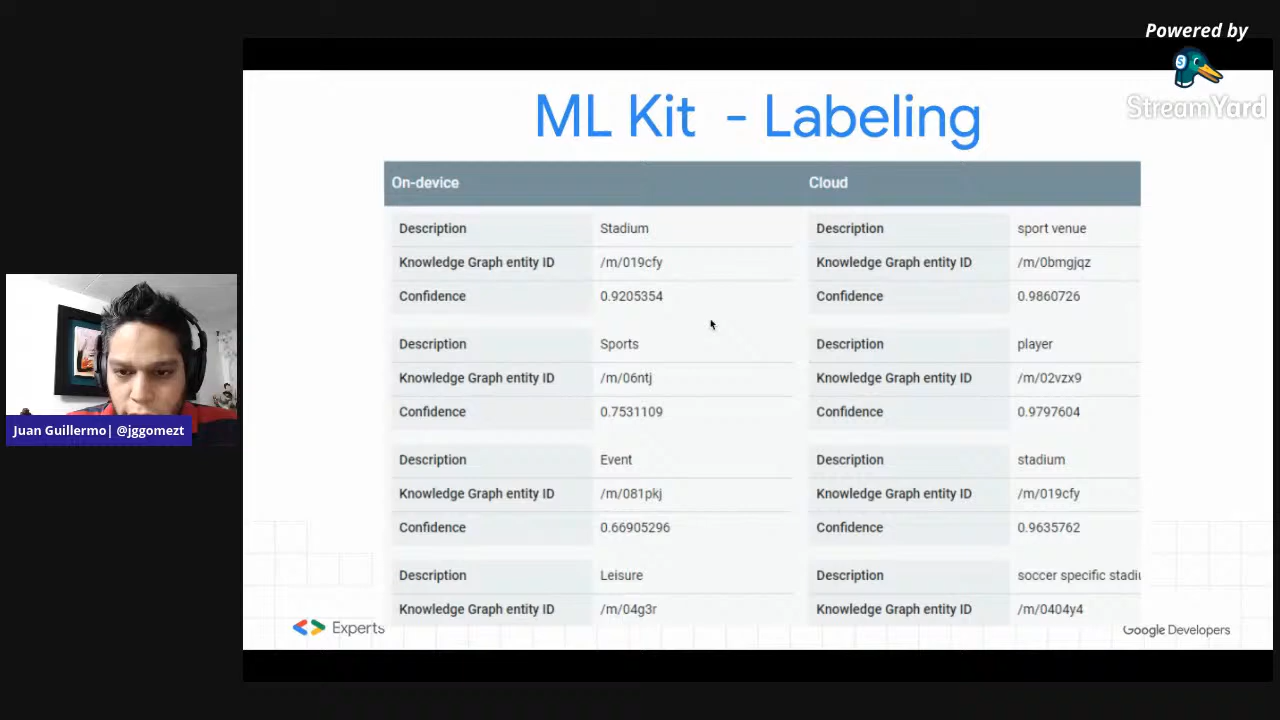 Powered by
StreamYard
ML Kit - Labeling
On-device Cloud
Description Stadium Description sport venue
Knowledge Graph entity ID /m/019cfy Knowledge Graph entity ID /m/0bmgjqz
Confidence 0.9205354 Confidence 0.9860726
Description Sports Description player
Knowledge Graph entity ID /m/06ntj Knowledge Graph entity ID /m/02vzx9
Confidence 0.7531109 Confidence 0.9797604
Description Event Description stadium
Knowledge Graph entity ID /m/081pkj Knowledge Graph entity ID /m/019cfy
Confidence 0.66905296 Confidence 0.9635762
Description Leisure Description soccer specific stadiu
Knowledge Graph entity ID /m/04g3r Knowledge Graph entity ID /m/0404y4
Experts Google Developers
Juan Guillermo| @jggomezt